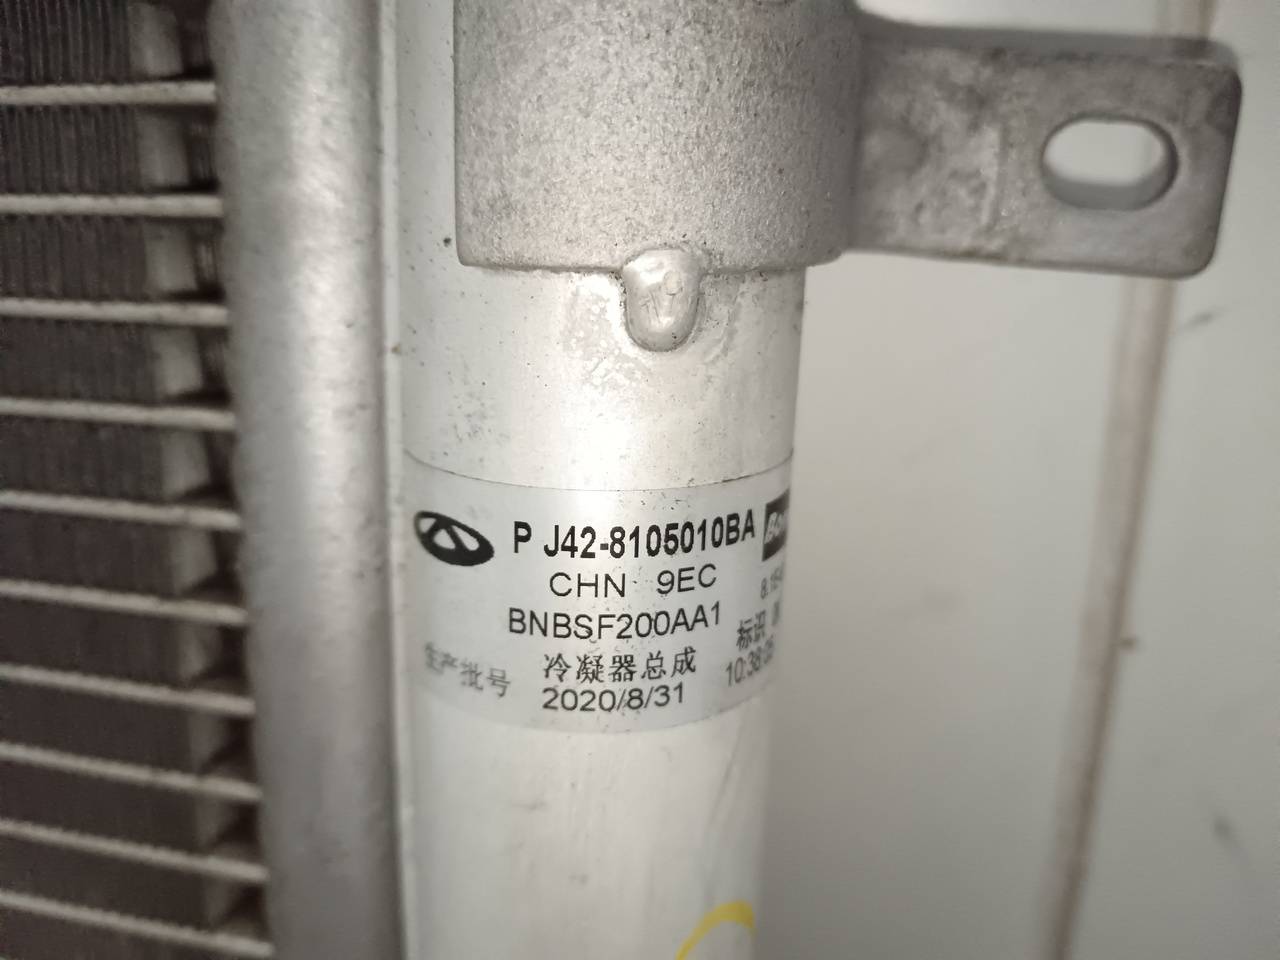 P J42-8105010BA
CHN 9EC
BNBSF200AA1
标识
冷凝器总成
生产批号
2020/8/31
10:38:05